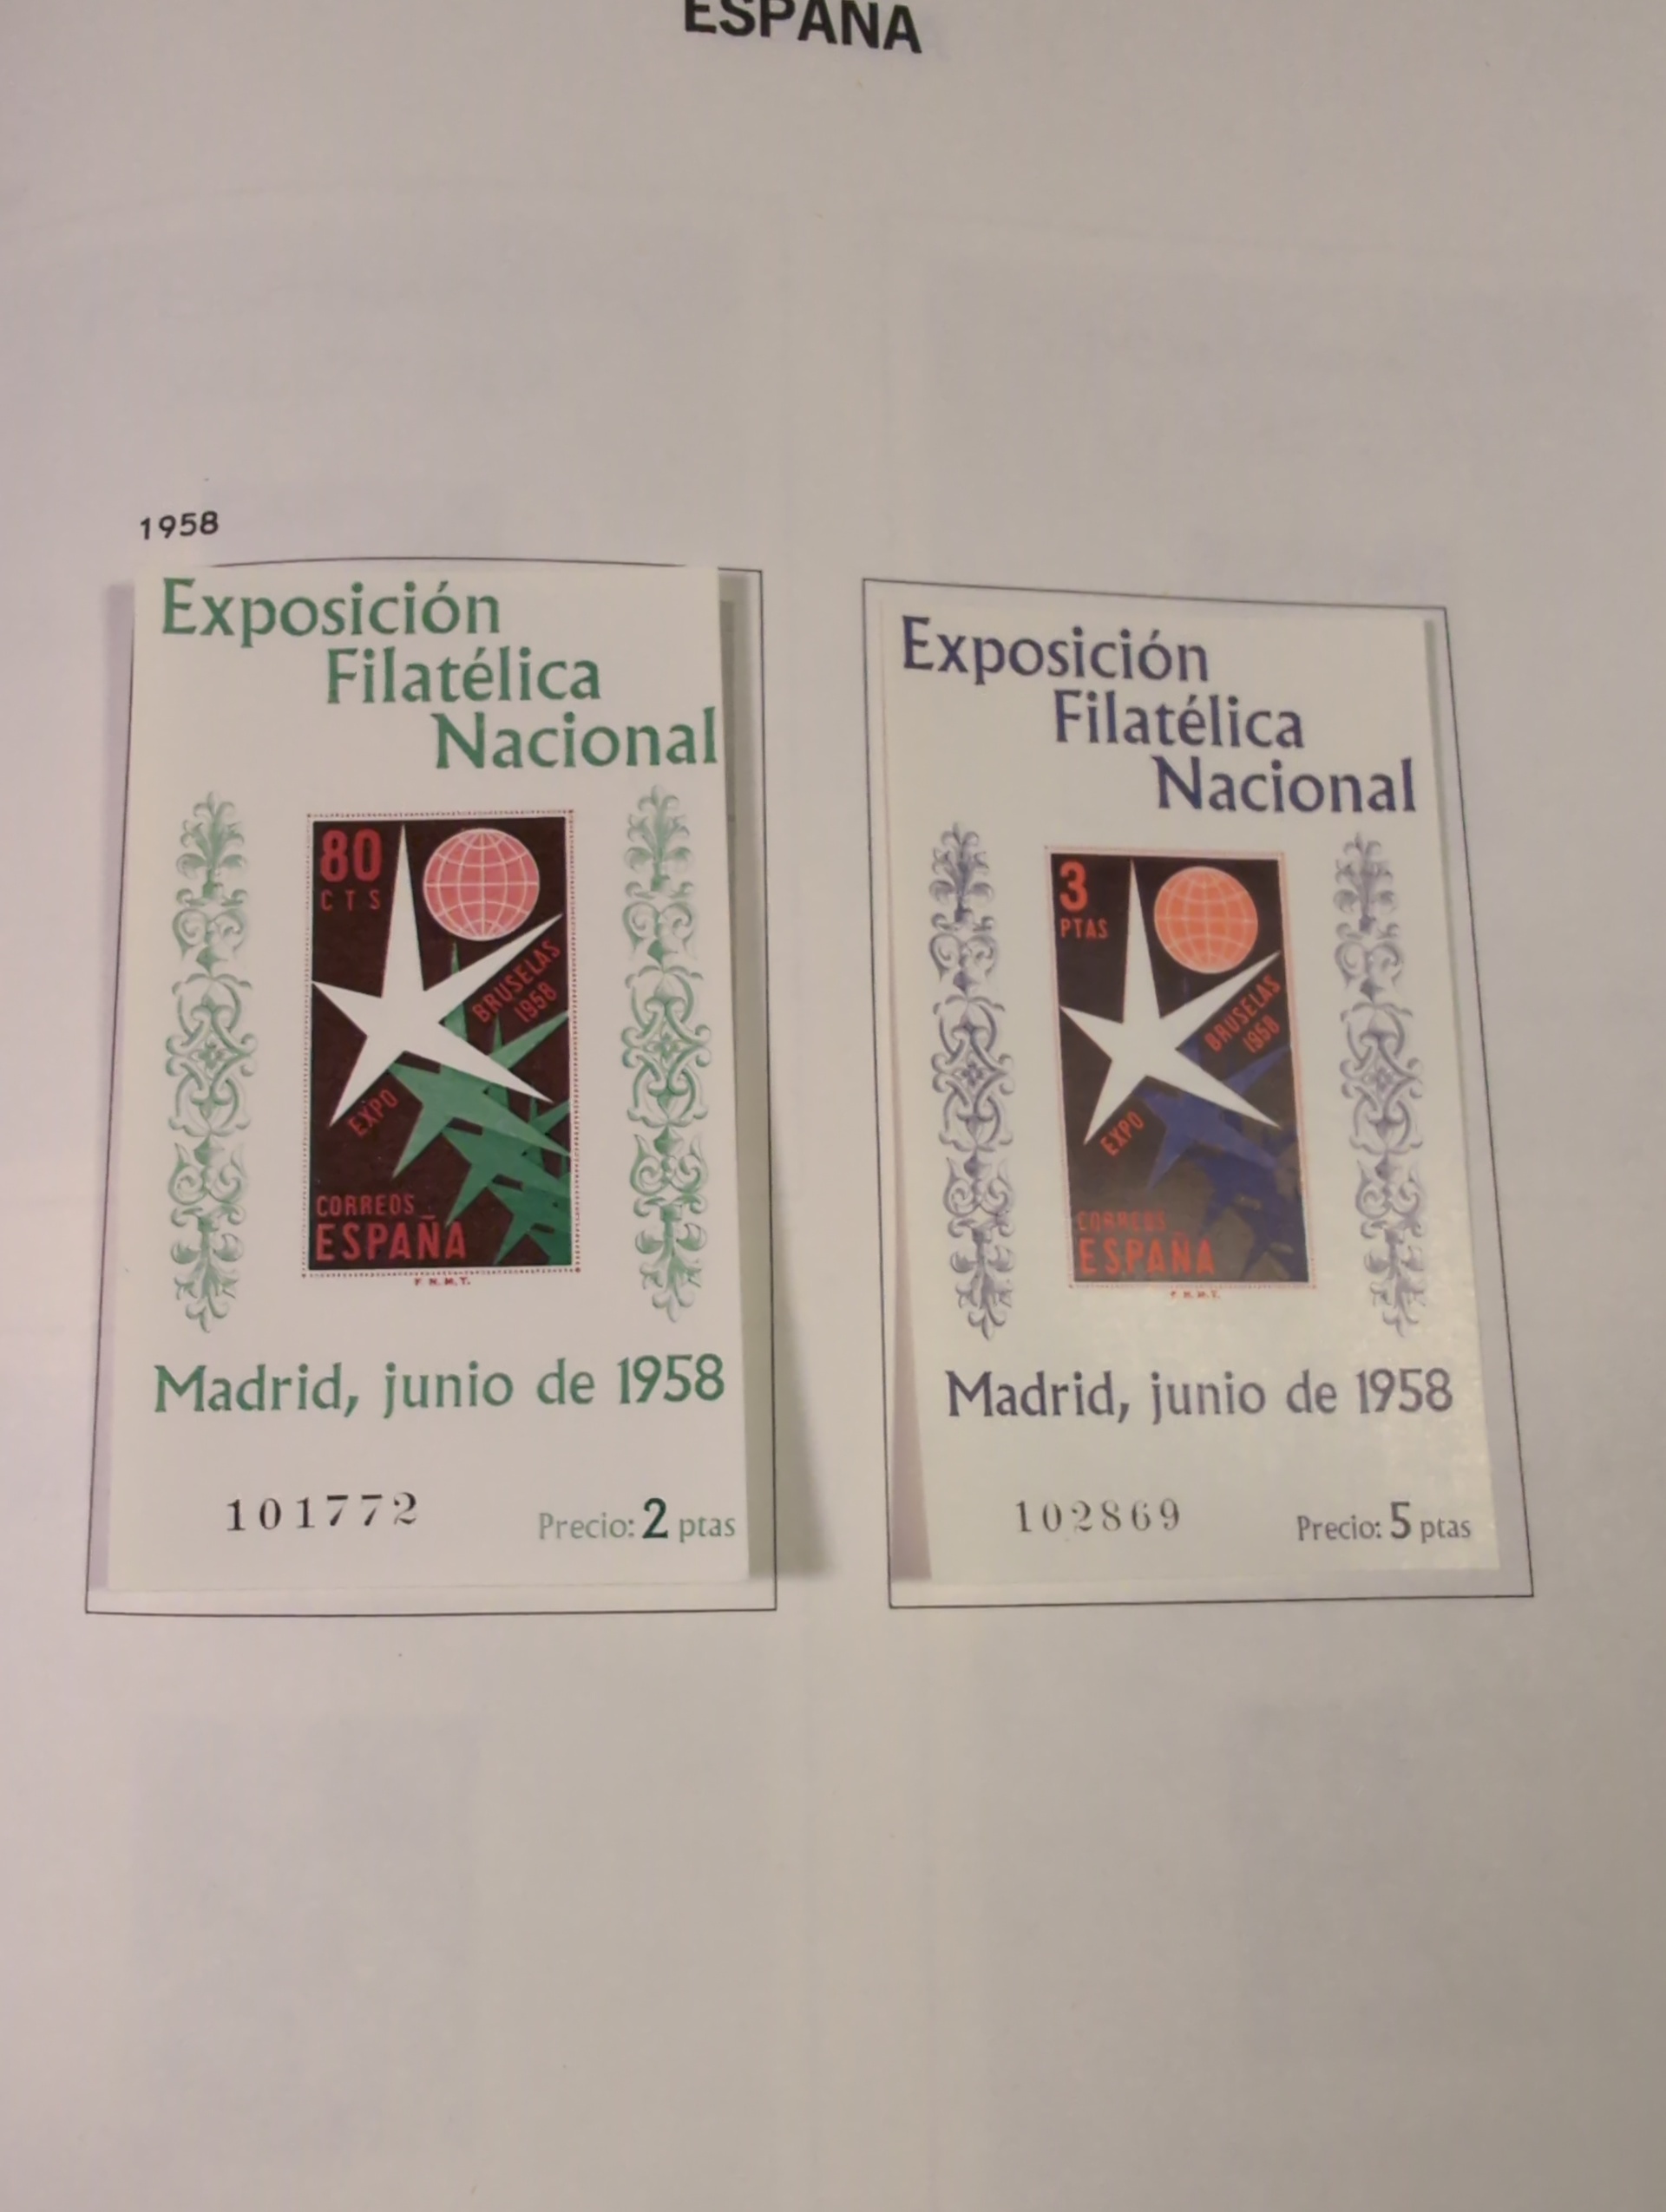 ESPAÑA
1958
Exposición
Filatélica
Nacional
80
CTS
BRUSELAS
1958
EXPO
CORREOS
ESPAÑA
F.N.M.T.
Madrid, junio de 1958
101772
Precio: 2 ptas
Exposición
Filatélica
Nacional
3
PTAS
BRUSELAS
1958
EXPO
CORREOS
ESPAÑA
F.N.M.T.
Madrid, junio de 1958
102869
Precio: 5 ptas